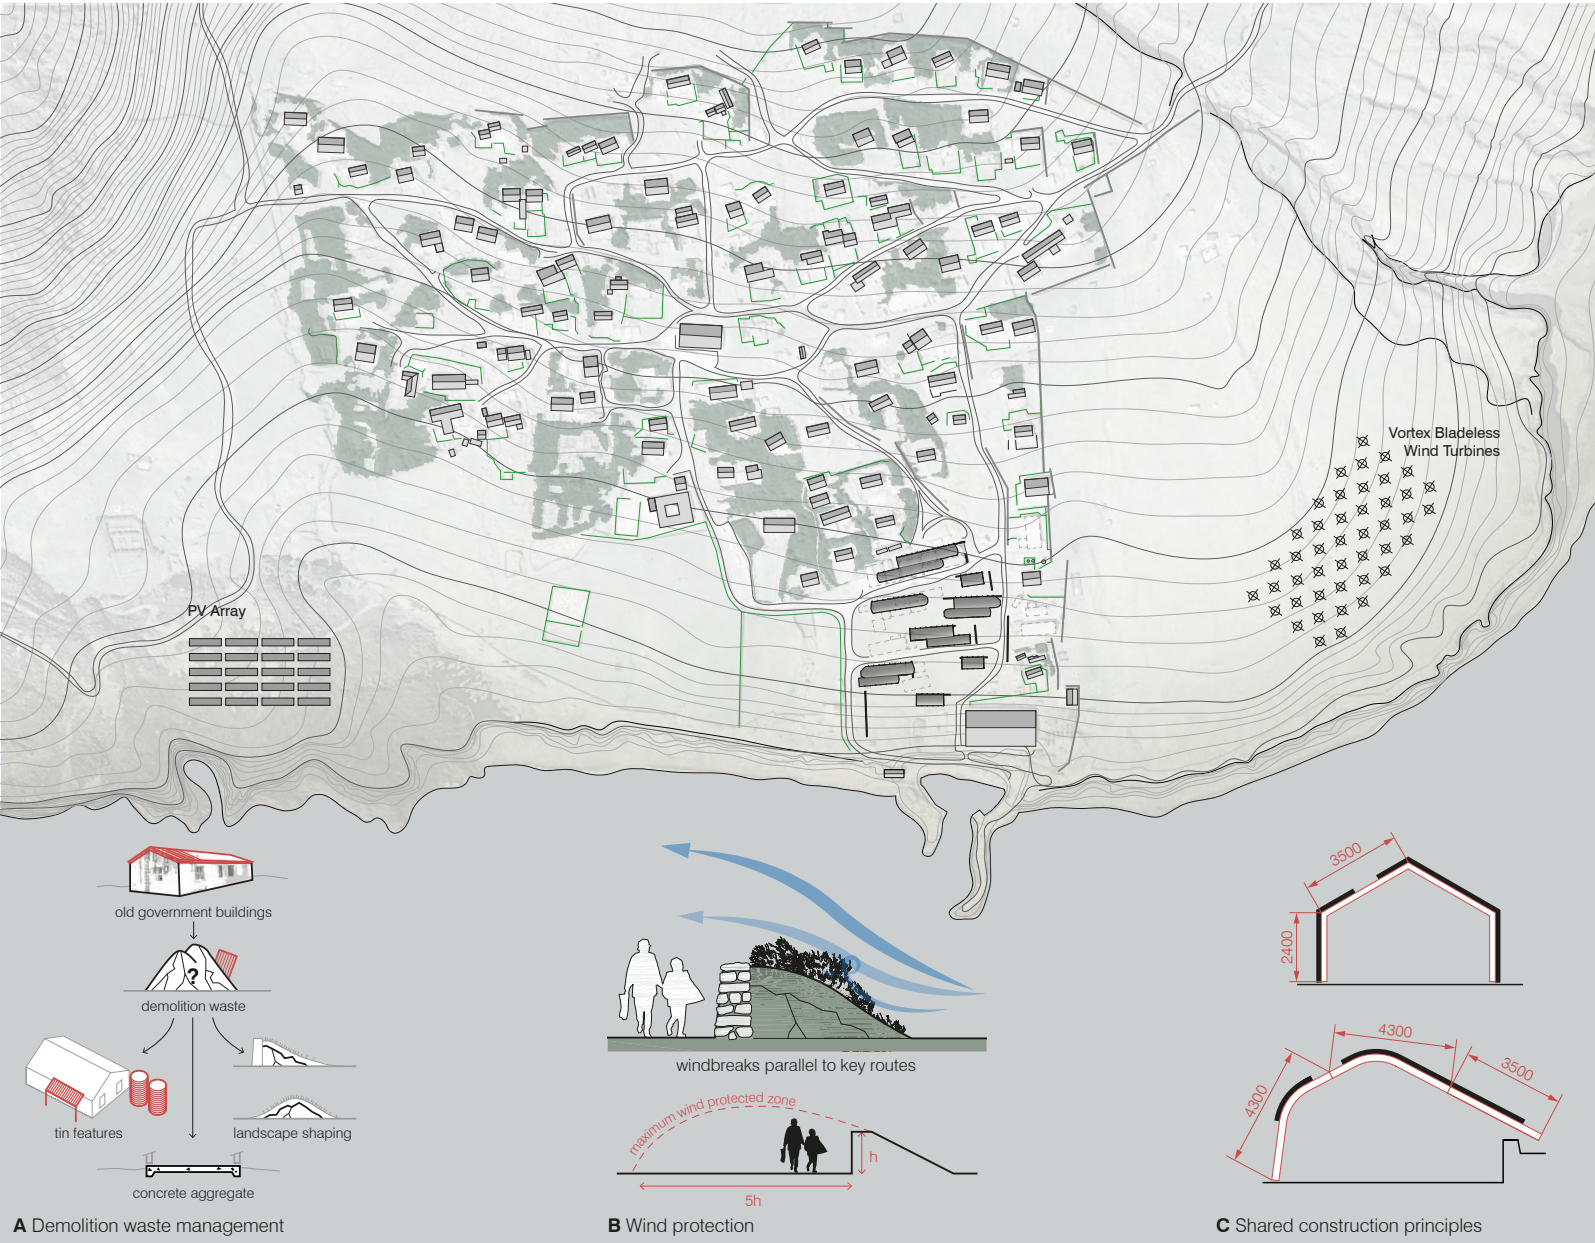 Vortex Bladeless
Wind Turbines
PV Array
old government buildings
?
demolition waste
tin features
landscape shaping
concrete aggregate
A Demolition waste management
windbreaks parallel to key routes
maximum wind protected zone
h
5h
B Wind protection
3500
2400
4300
3500
4300
C Shared construction principles